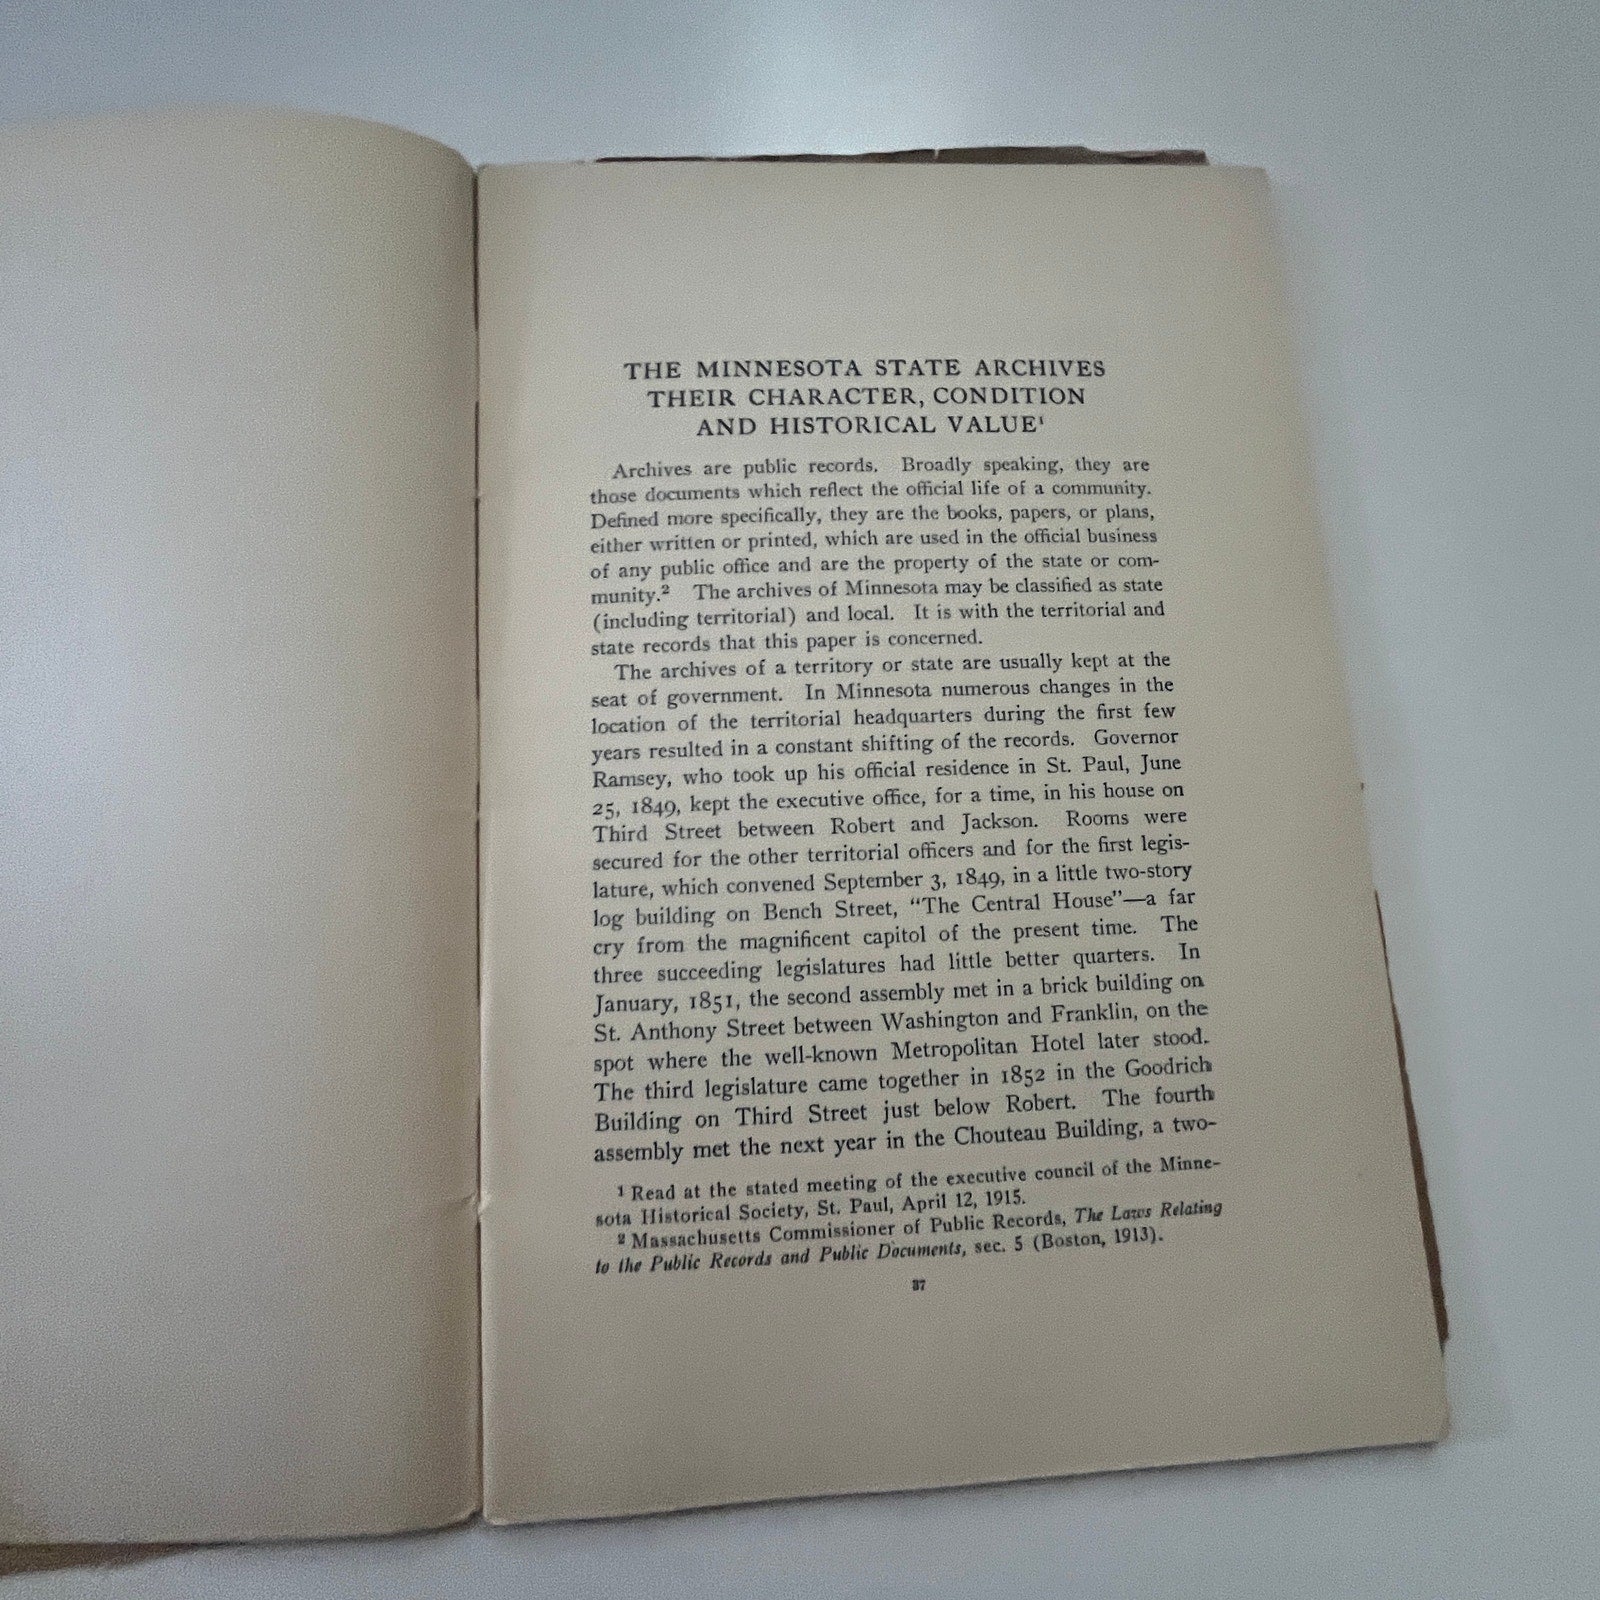 THE MINNESOTA STATE ARCHIVES
THEIR CHARACTER, CONDITION
AND HISTORICAL VALUE¹
Archives are public records. Broadly speaking, they are
those documents which reflect the official life of a community.
Defined more specifically, they are the books, papers, or plans,
either written or printed, which are used in the official business
of any public office and are the property of the state or com-
munity.² The archives of Minnesota may be classified as state
(including territorial) and local. It is with the territorial and
state records that this paper is concerned.
The archives of a territory or state are usually kept at the
seat of government. In Minnesota numerous changes in the
location of the territorial headquarters during the first few
years resulted in a constant shifting of the records. Governor
Ramsey, who took up his official residence in St. Paul, June
25, 1849, kept the executive office, for a time, in his house on
Third Street between Robert and Jackson. Rooms were
secured for the other territorial officers and for the first legis-
lature, which convened September 3, 1849, in a little two-story
log building on Bench Street, “The Central House”—a far
cry from the magnificent capitol of the present time. The
three succeeding legislatures had little better quarters. In
January, 1851, the second assembly met in a brick building on
St. Anthony Street between Washington and Franklin, on the
spot where the well-known Metropolitan Hotel later stood.
The third legislature came together in 1852 in the Goodrich
Building on Third Street just below Robert. The fourth
assembly met the next year in the Chouteau Building, a two-
¹ Read at the stated meeting of the executive council of the Minne-
sota Historical Society, St. Paul, April 12, 1915.
² Massachusetts Commissioner of Public Records, The Laws Relating
to the Public Records and Public Documents, sec. 5 (Boston, 1913).
37